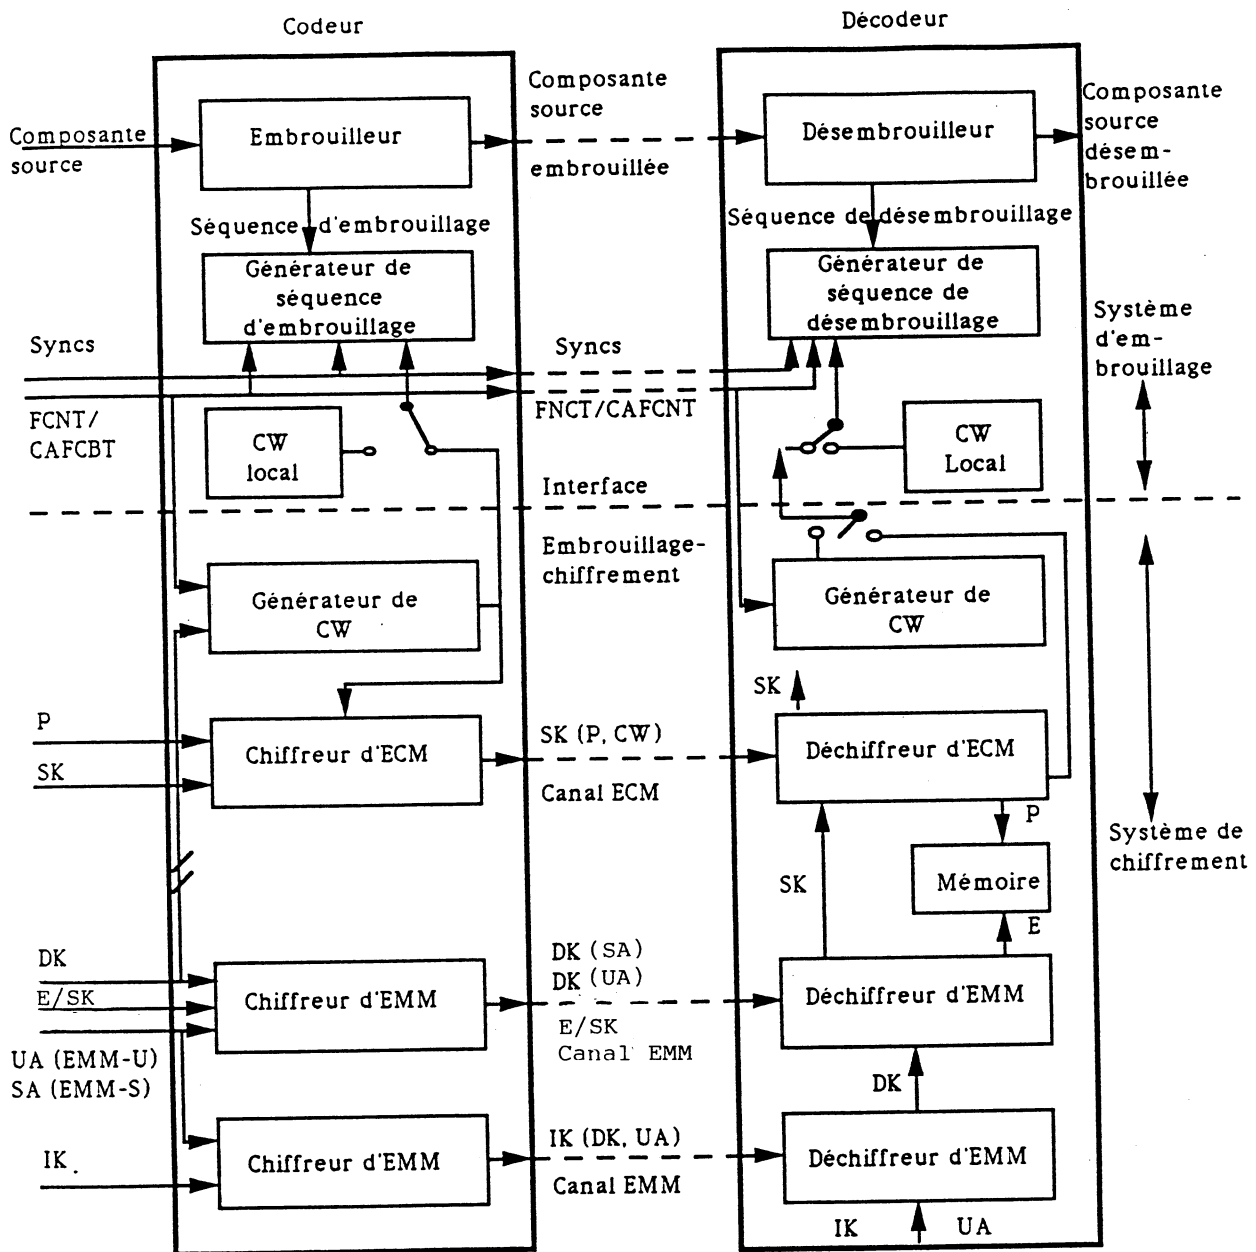 Codeur
Décodeur
Composante
source
Embrouilleur
Composante
source
embrouillée
Désembrouilleur
Composante
source
désem-
brouillée
Séquence d'embrouillage
Séquence de désembrouillage
Générateur de
séquence
d'embrouillage
Générateur de
séquence de
désembrouillage
Syncs
Syncs
Système
d'em-
brouillage
FCNT/
CAFCBT
FNCT/CAFCNT
CW
local
CW
Local
Interface
Embrouillage-
chiffrement
Générateur de
CW
Générateur de
CW
SK
P
SK
Chiffreur d'ECM
SK (P, CW)
Canal ECM
Déchiffreur d'ECM
P
Système de
chiffrement
SK
Mémoire
E
DK
E/SK
UA (EMM-U)
SA (EMM-S)
Chiffreur d'EMM
DK (SA)
DK (UA)
E/SK
Canal EMM
Déchiffreur d'EMM
DK
IK.
Chiffreur d'EMM
IK (DK, UA)
Canal EMM
Déchiffreur d'EMM
IK
UA